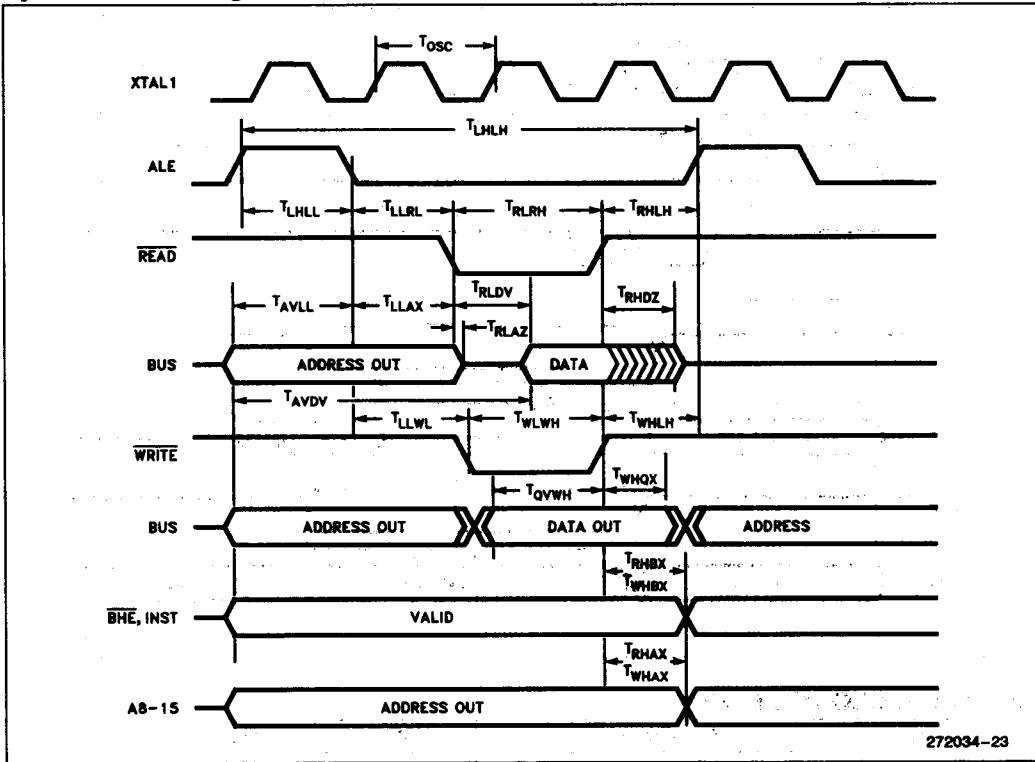 TOSC
XTAL1
TLHLH
ALE
TLHLL TLLRL TRLRH TRHLH
READ
TRLDV
TAVLL TLLAX TRHDZ
TRLAZ
BUS ADDRESS OUT DATA
TAVDV
TLLWL TWLWH TWHLH
WRITE
TWHQX
TQVWH
BUS ADDRESS OUT DATA OUT ADDRESS
TRHBX
TWHBX
BHE, INST VALID
TRHAX
TWHAX
A8-15 ADDRESS OUT
272034-23